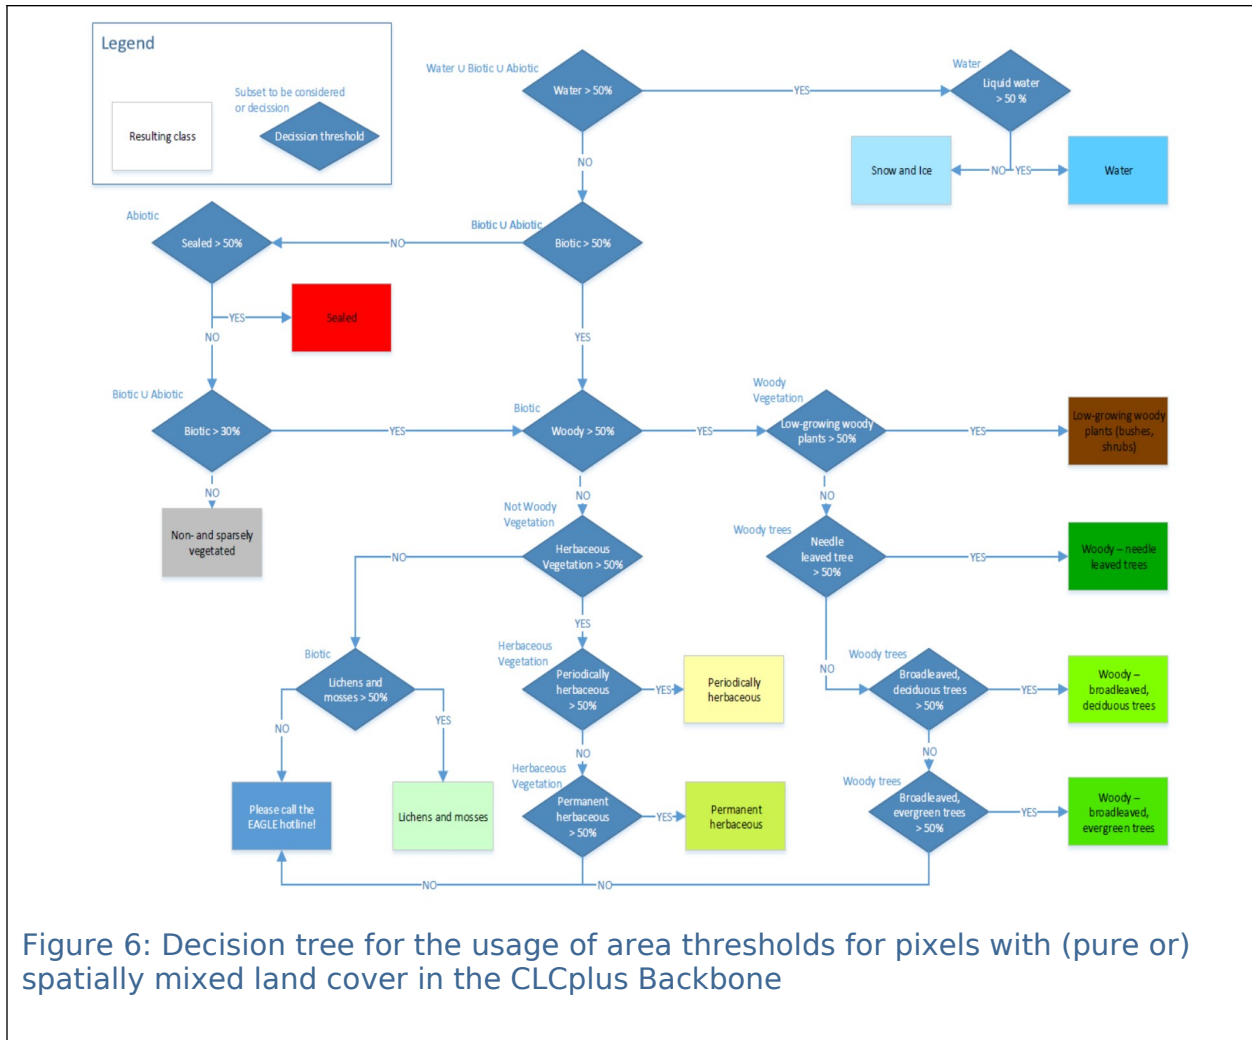 Legend
Subset to be considered
or decission
Resulting class
Decission threshold
Water ∪ Biotic ∪ Abiotic
Water > 50%
YES
Water
Liquid water
> 50 %
NO
Snow and Ice
NO
YES
Water
Abiotic
Sealed > 50%
NO
Biotic ∪ Abiotic
Biotic > 50%
YES
Sealed
NO
YES
Biotic ∪ Abiotic
Biotic > 30%
YES
Biotic
Woody > 50%
YES
Woody
Vegetation
Low-growing woody
plants > 50%
YES
Low-growing woody
plants (bushes,
shrubs)
NO
Non- and sparsely
vegetated
NO
Not Woody
Vegetation
Herbaceous
Vegetation > 50%
NO
NO
Woody trees
Needle
leaved tree
> 50%
YES
Woody – needle
leaved trees
YES
Biotic
Lichens and
mosses > 50%
NO
YES
Herbaceous
Vegetation
Periodically
herbaceous
> 50%
YES
Periodically
herbaceous
NO
Woody trees
Broadleaved,
deciduous trees
> 50%
YES
Woody –
broadleaved,
deciduous trees
NO
NO
Please call the
EAGLE hotline!
Lichens and mosses
Herbaceous
Vegetation
Permanent
herbaceous
> 50%
YES
Permanent
herbaceous
Woody trees
Broadleaved,
evergreen trees
> 50%
YES
Woody –
broadleaved,
evergreen trees
NO
NO
Figure 6: Decision tree for the usage of area thresholds for pixels with (pure or)
spatially mixed land cover in the CLCplus Backbone